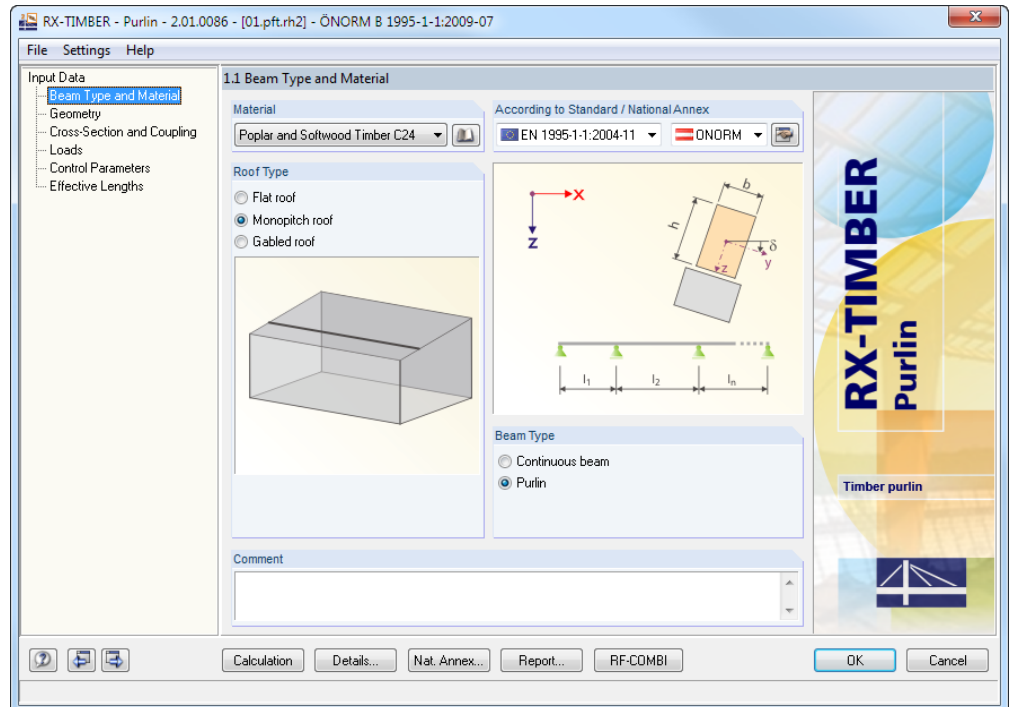 RX-TIMBER - Purlin - 2.01.0086 - [01.pft.rh2] - ÖNORM B 1995-1-1:2009-07
File Settings Help
Input Data
Beam Type and Material
Geometry
Cross-Section and Coupling
Loads
Control Parameters
Effective Lengths
1.1 Beam Type and Material
Material
Poplar and Softwood Timber C24
According to Standard / National Annex
EN 1995-1-1:2004-11
ONORM
Roof Type
Flat roof
Monopitch roof
Gabled roof
X
Z
b
h
δ
z
y
l1 l2 ln
Beam Type
Continuous beam
Purlin
Comment
RX-TIMBER
Purlin
Timber purlin
Calculation Details... Nat. Annex... Report... RF-COMBI OK Cancel